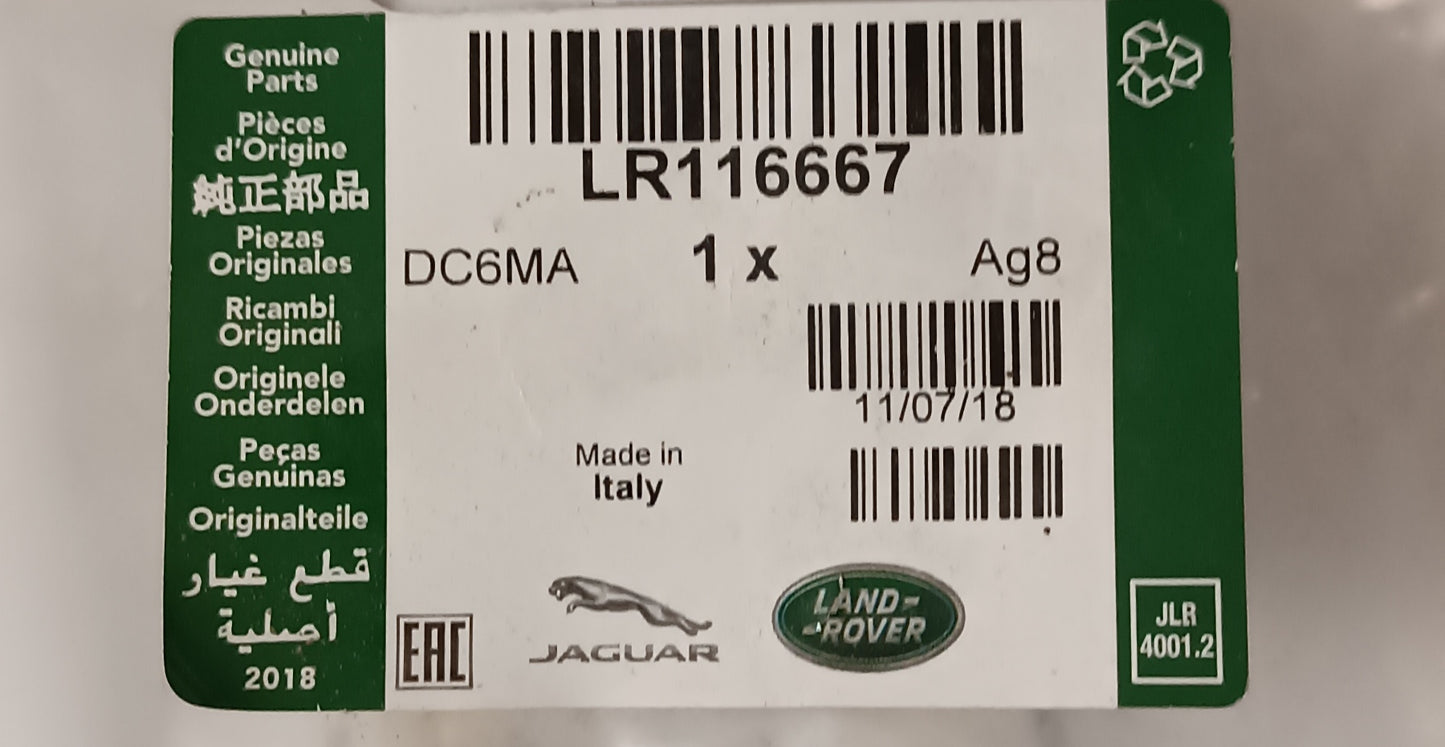 Genuine
Parts
Pièces
d'Origine
純正部品
Piezas
Originales
Ricambi
Originali
Originele
Onderdelen
Peças
Genuinas
Originalteile
قطع غيار
أصلية
2018
LR116667
DC6MA 1 x Ag8
11/07/18
Made in
Italy
EAC
JAGUAR
LAND-
-ROVER
JLR
4001.2